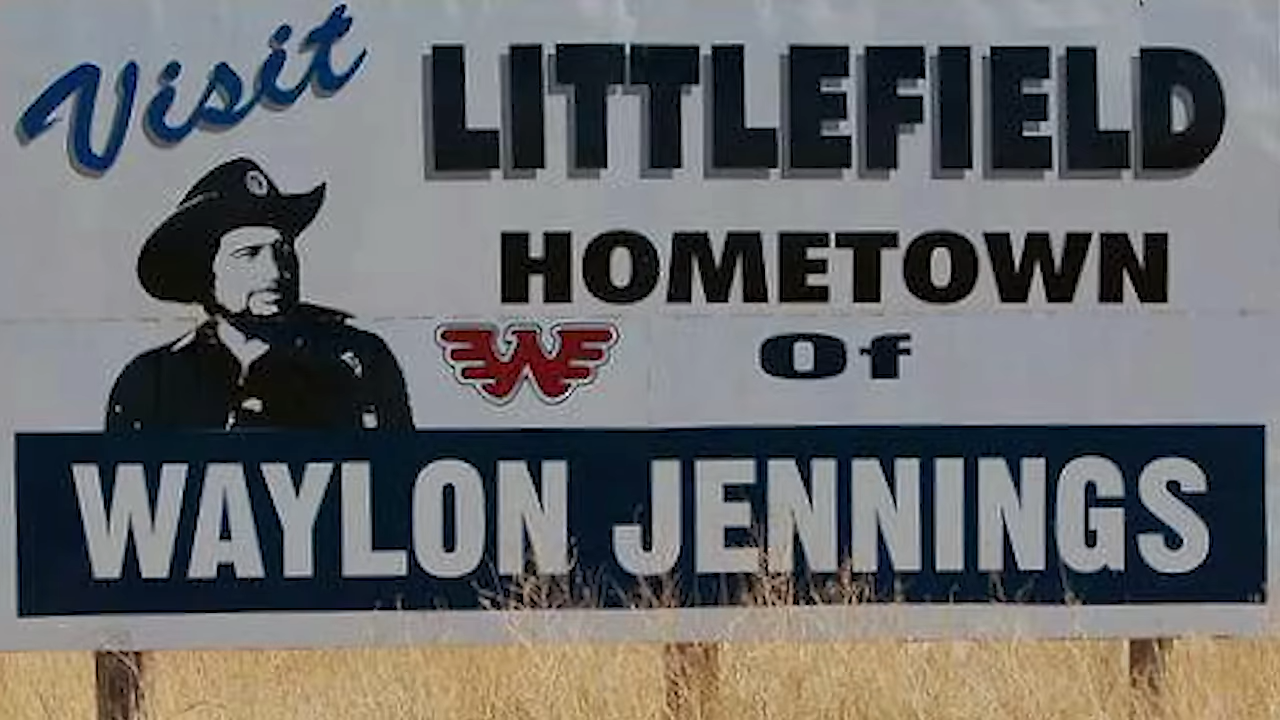 Visit
LITTLEFIELD
HOMETOWN
Of
W
WAYLON JENNINGS